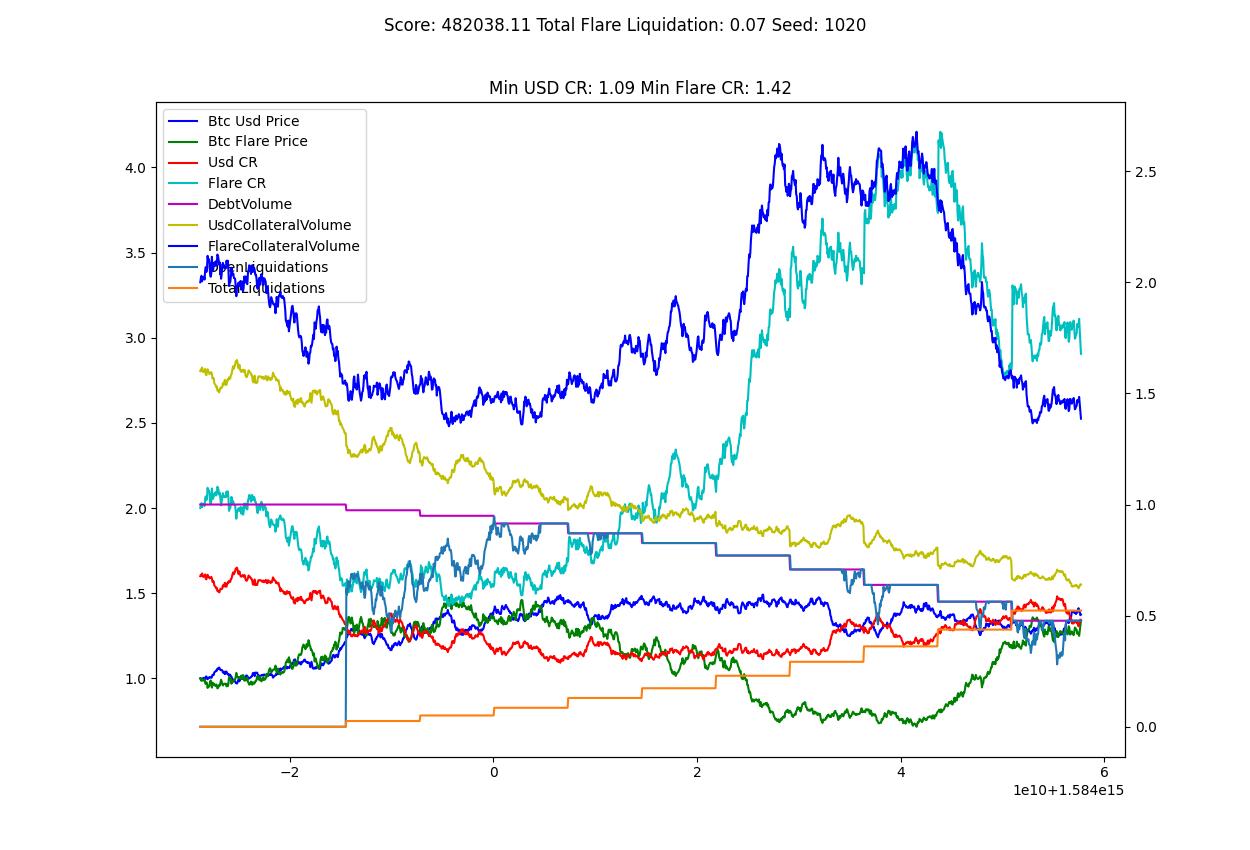 Score: 482038.11 Total Flare Liquidation: 0.07 Seed: 1020
Min USD CR: 1.09 Min Flare CR: 1.42
Btc Usd Price
Btc Flare Price
Usd CR
Flare CR
DebtVolume
UsdCollateralVolume
FlareCollateralVolume
OpenLiquidations
TotalLiquidations
4.0
3.5
3.0
2.5
2.0
1.5
1.0
2.5
2.0
1.5
1.0
0.5
0.0
−2
0
2
4
6
1e10+1.584e15